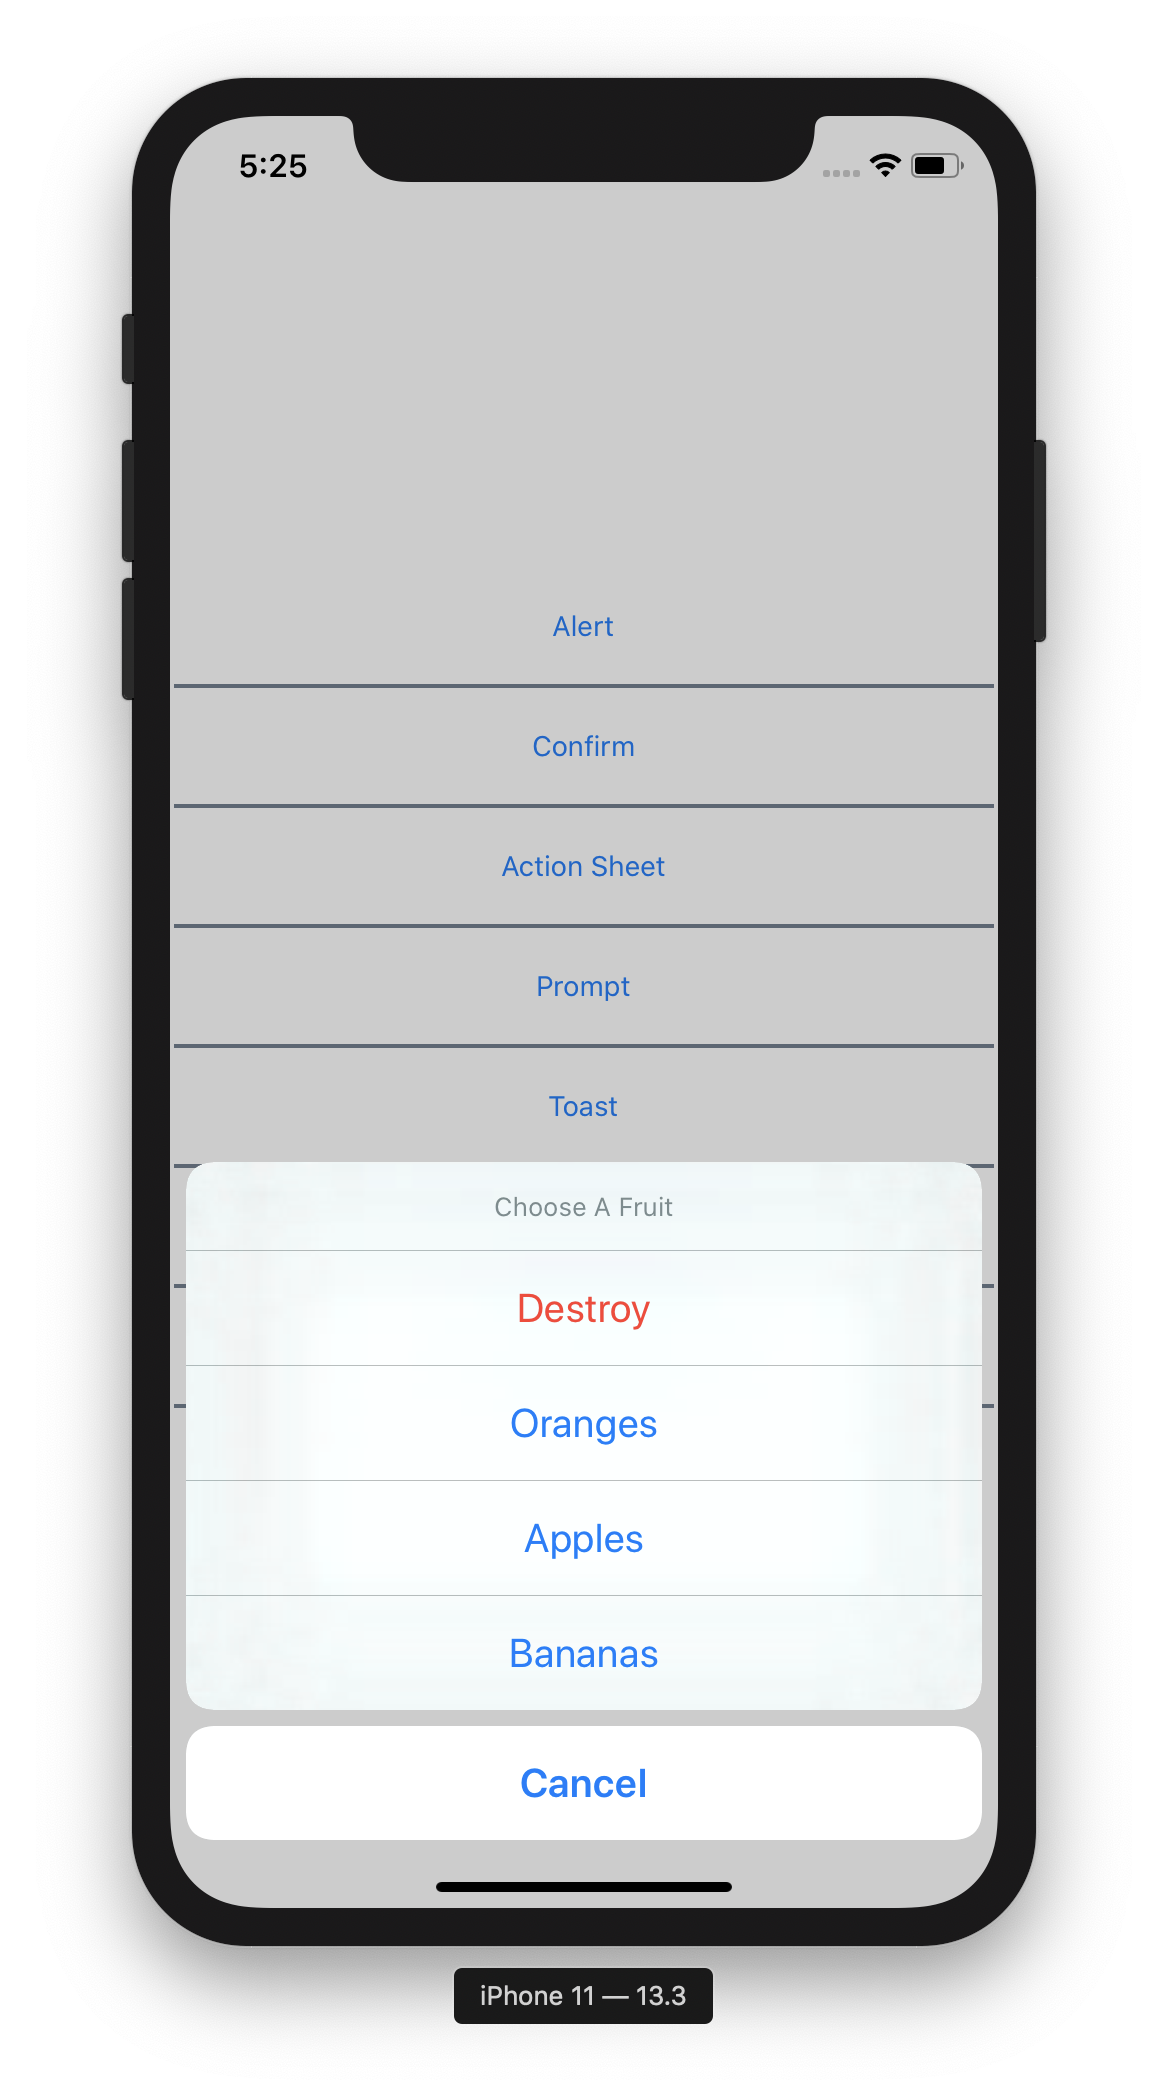 5:25
Alert
Confirm
Action Sheet
Prompt
Toast
Choose A Fruit
Destroy
Oranges
Apples
Bananas
Cancel
iPhone 11 — 13.3